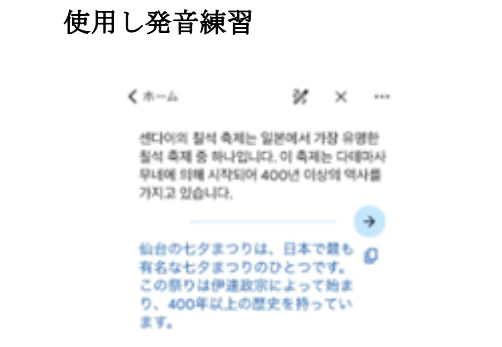 使用し発音練習
ホーム
센다이의 칠석 축제는 일본에서 가장 유명한
칠석 축제 중 하나입니다. 이 축제는 다데마사
무네에 의해 시작되어 400년 이상의 역사를
가지고 있습니다.
仙台の七夕まつりは、日本で最も
有名な七夕まつりのひとつです。
この祭りは伊達政宗によって始ま
り、400年以上の歴史を持ってい
ます。